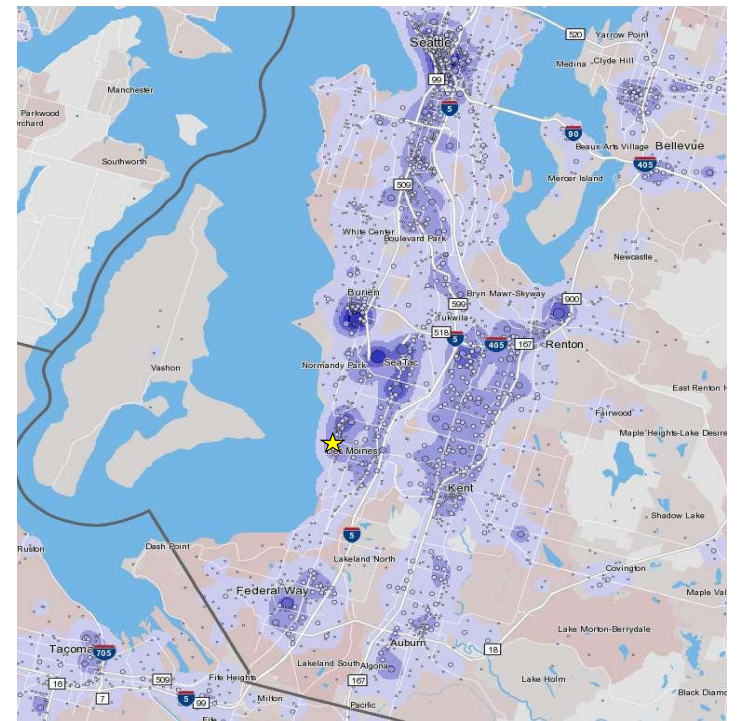 Seattle
520
Yarrow Point
Medina
Clyde Hill
99
Manchester
5
Parkwood
Orchard
90
Beaux Arts Village
Bellevue
405
Southworth
Mercer Island
509
White Center
Boulevard Park
Newcastle
Burien
Bryn Mawr-Skyway
900
599
Tukwila
518
5
405
167
Renton
Normandy Park
SeaTac
Vashon
East Renton H
Fairwood
Maple Heights-Lake Desire
Des Moines
Kent
Shadow Lake
5
Ruston
Dash Point
Lakeland North
Covington
Federal Way
Maple Val
Lake Morton-Berrydale
Auburn
Tacoma
705
18
Lakeland South
Algona
16
509
Fife Heights
167
Lake Holm
7
5
99
Milton
Pacific
Black Diamo
Fife